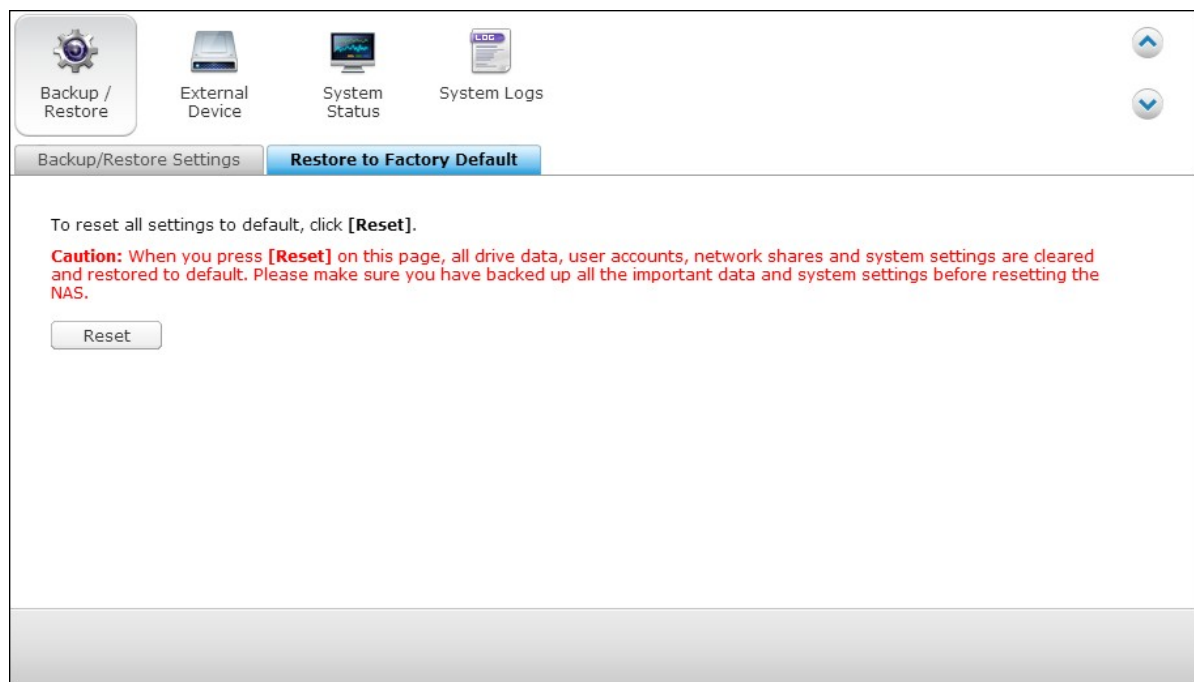 LOG
Backup /
Restore
External
Device
System
Status
System Logs
Backup/Restore Settings
Restore to Factory Default
To reset all settings to default, click [Reset].
Caution: When you press [Reset] on this page, all drive data, user accounts, network shares and system settings are cleared
and restored to default. Please make sure you have backed up all the important data and system settings before resetting the
NAS.
Reset